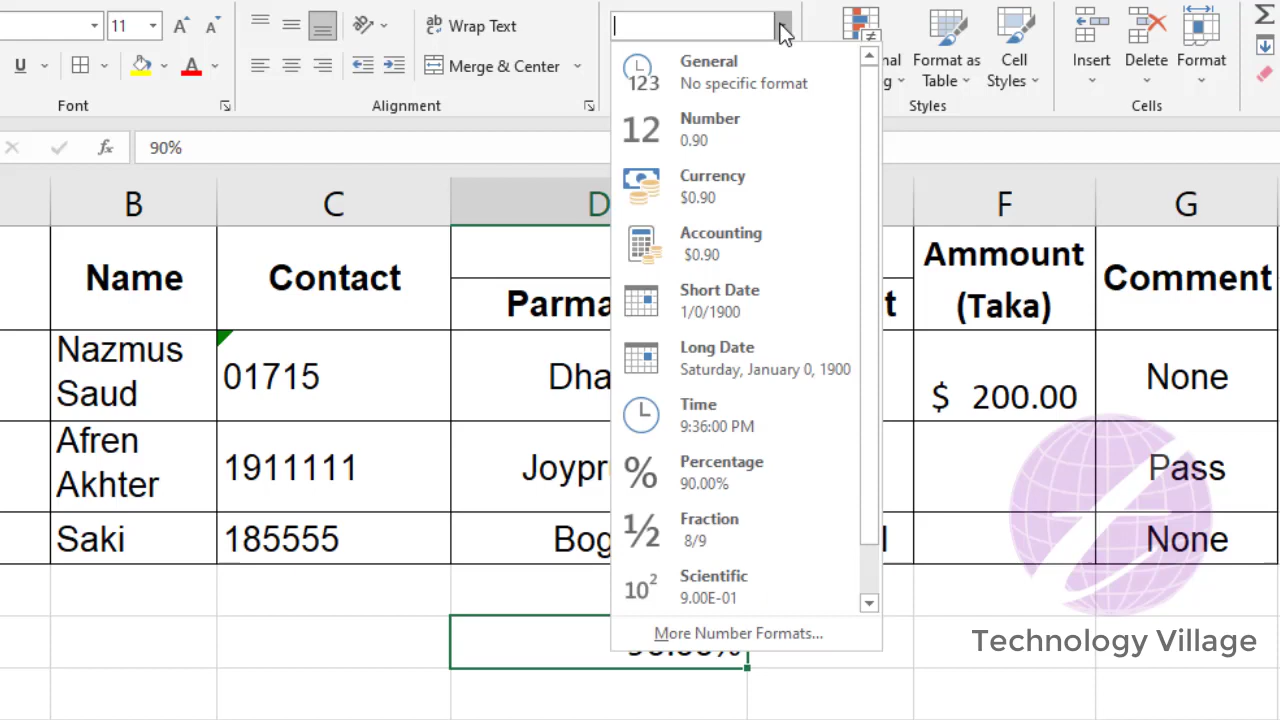 11
Wrap Text
Merge & Center
Format as
Table
Cell
Styles
Insert
Delete
Format
Font
Alignment
Styles
Cells
fx
90%
General
No specific format
Number
0.90
Currency
$0.90
Accounting
$0.90
Short Date
1/0/1900
Long Date
Saturday, January 0, 1900
Time
9:36:00 PM
Percentage
90.00%
Fraction
8/9
Scientific
9.00E-01
More Number Formats...
B C D F G
Name
Contact
Ammount
(Taka)
Comment
Nazmus
Saud
01715
$ 200.00
None
Afren
Akhter
1911111
Pass
Saki
185555
None
Technology Village